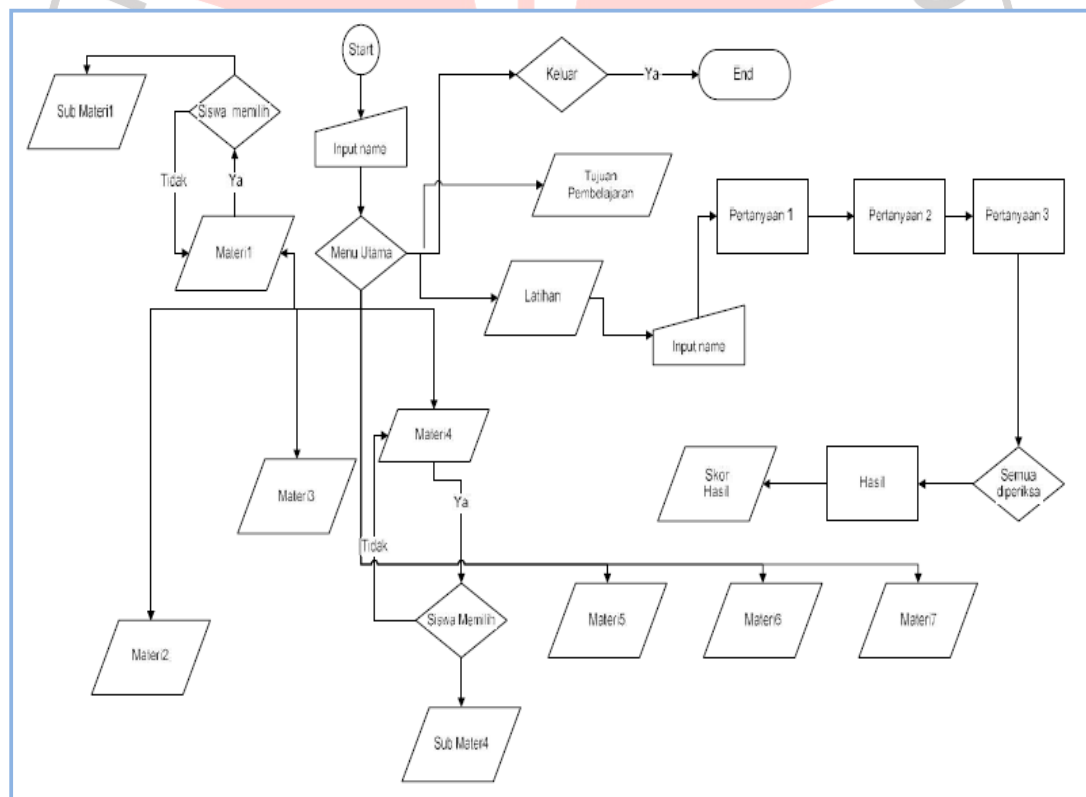 Start
Input name
Menu Utama
Keluar
Ya
End
Tujuan
Pembelajaran
Latihan
Input name
Pertanyaan 1
Pertanyaan 2
Pertanyaan 3
Semua
diperiksa
Hasil
Skor
Hasil
Sub Materi1
Siswa memilih
Tidak
Ya
Materi1
Materi2
Materi3
Materi4
Ya
Tidak
Siswa Memilih
Sub Mater4
Materi5
Materi6
Materi7